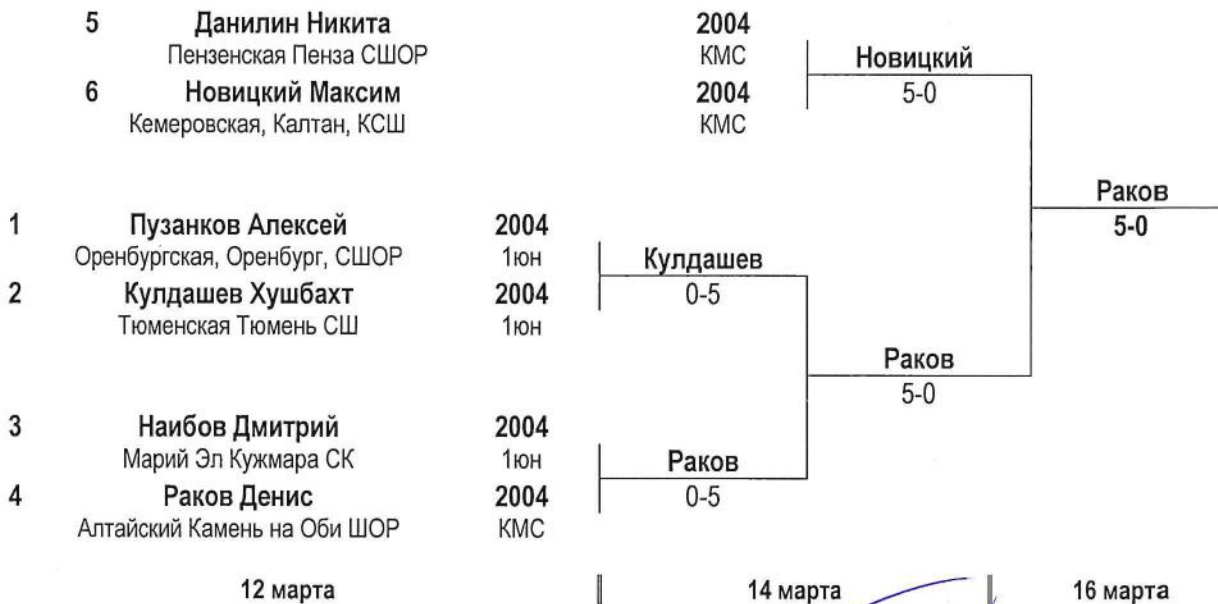 5 Данилин Никита 2004
Пензенская Пенза СШОР КМС Новицкий
6 Новицкий Максим 2004 5-0
Кемеровская, Калтан, КСШ КМС
Раков
1 Пузанков Алексей 2004 5-0
Оренбургская, Оренбург, СШОР 1юн Кулдашев
2 Кулдашев Хушбахт 2004 0-5
Тюменская Тюмень СШ 1юн
Раков
5-0
3 Наибов Дмитрий 2004
Марий Эл Кужмара СК 1юн Раков
4 Раков Денис 2004 0-5
Алтайский Камень на Оби ШОР КМС
12 марта 14 марта 16 марта